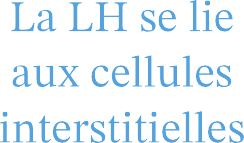 La LH se lie
aux cellules
interstitielles